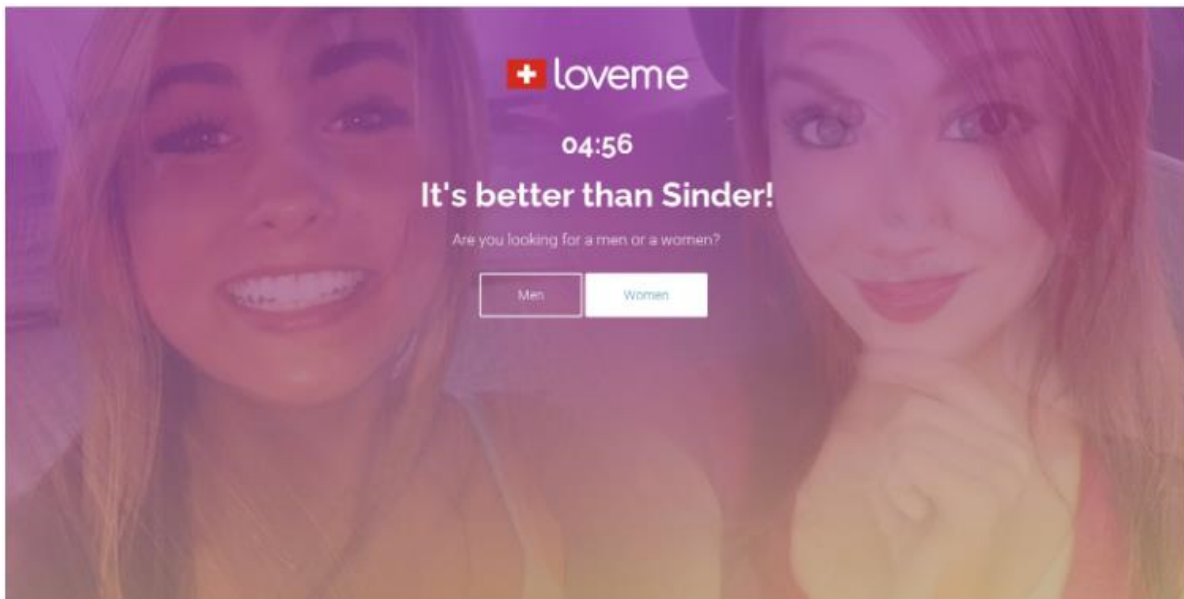 loveme
04:56
It's better than Sinder!
Are you looking for a men or a women?
Men Women